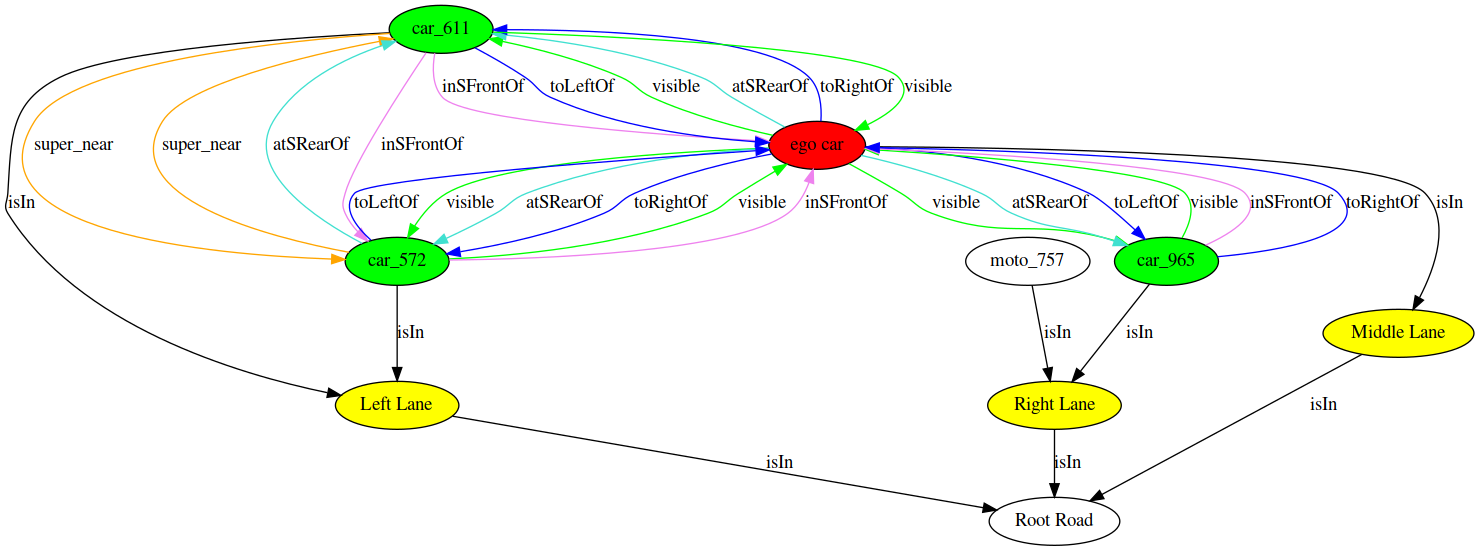 car_611
inSFrontOf toLeftOf visible atSRearOf toRightOf visible
super_near super_near atSRearOf inSFrontOf ego car
isIn toLeftOf visible atSRearOf toRightOf visible inSFrontOf visible atSRearOf toLeftOf visible inSFrontOf toRightOf isIn
car_572 moto_757 car_965
isIn isIn isIn Middle Lane
Left Lane Right Lane isIn
isIn isIn
Root Road